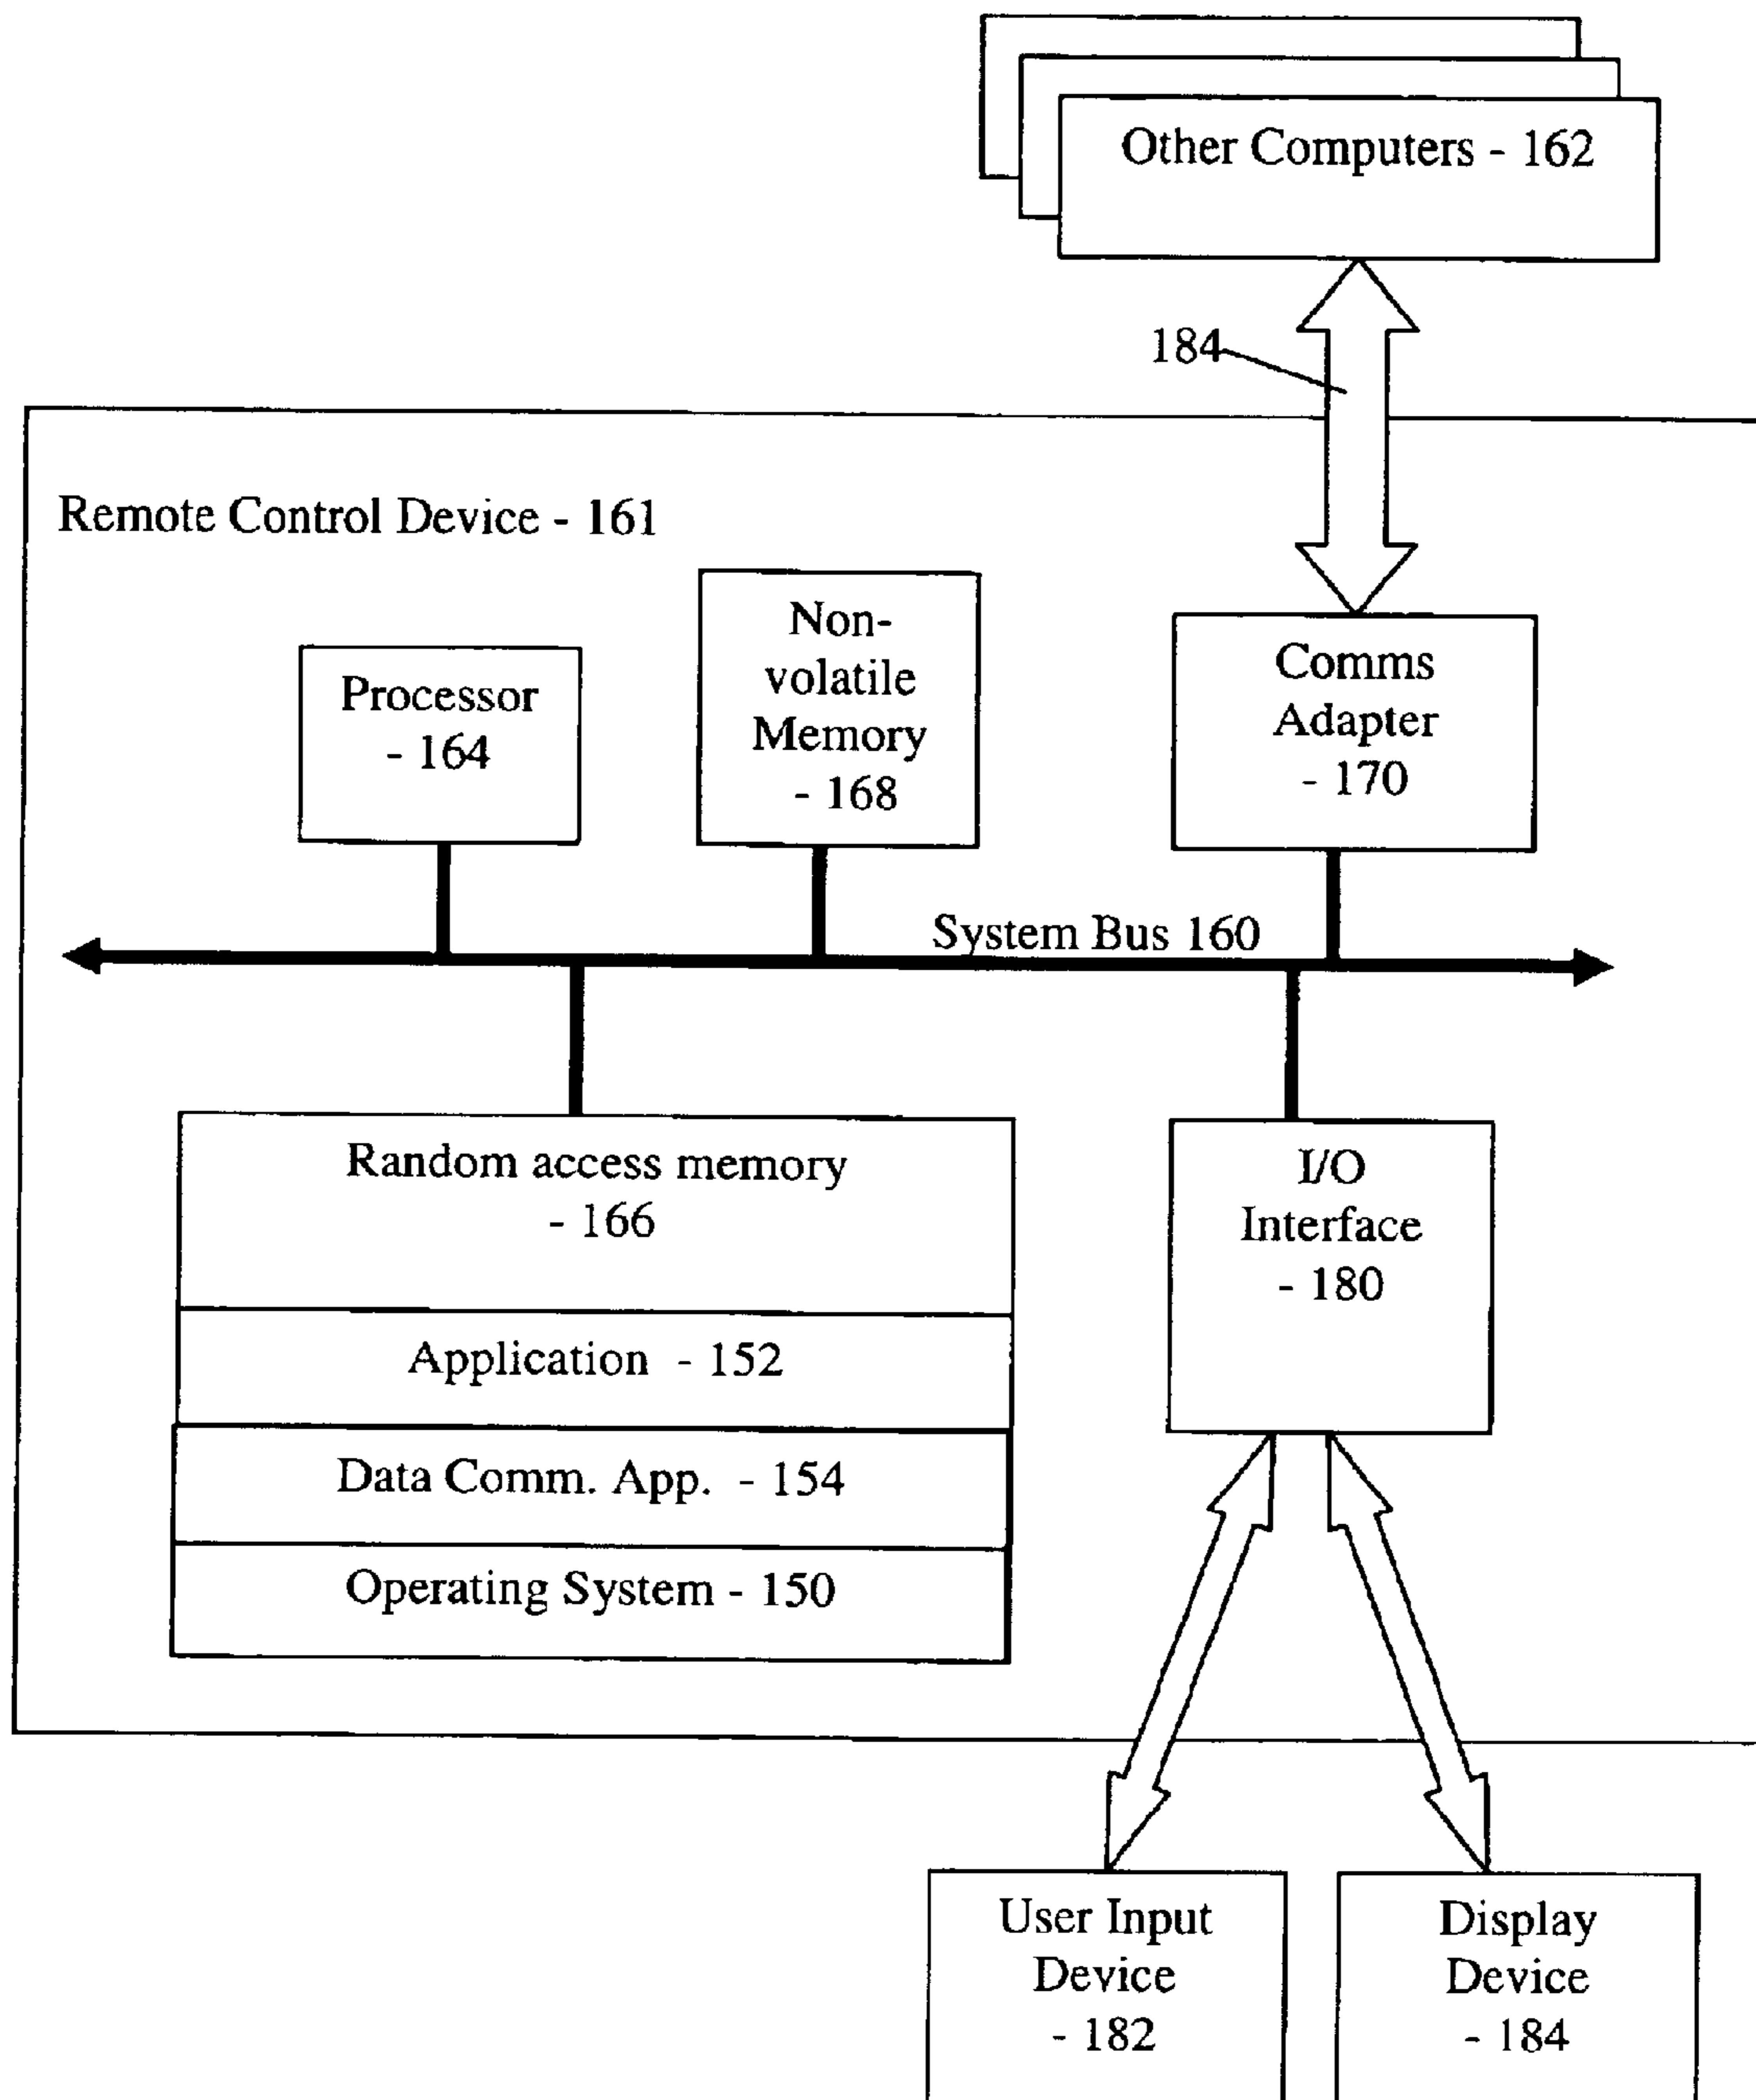 Other Computers - 162
184
Remote Control Device - 161
Processor
- 164
Non-
volatile
Memory
- 168
Comms
Adapter
- 170
System Bus 160
Random access memory
- 166
Application - 152
Data Comm. App. - 154
Operating System - 150
I/O
Interface
- 180
User Input
Device
- 182
Display
Device
- 184